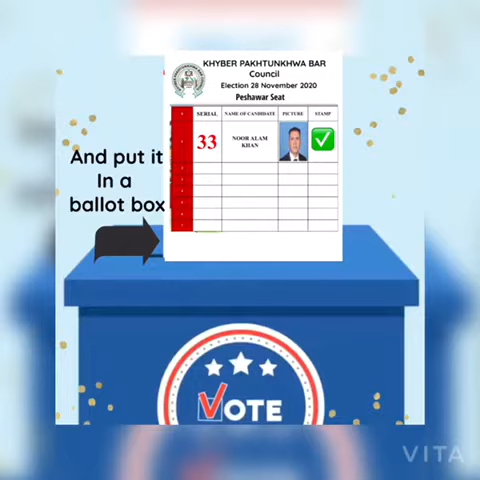 KHYBER PAKHTUNKHWA BAR
Council
Election 28 November 2020
Peshawar Seat
SERIAL NAME OF CANDIDATE PICTURE STAMP
33 NOOR ALAM
KHAN
And put it
In a
ballot box
VOTE
VITA